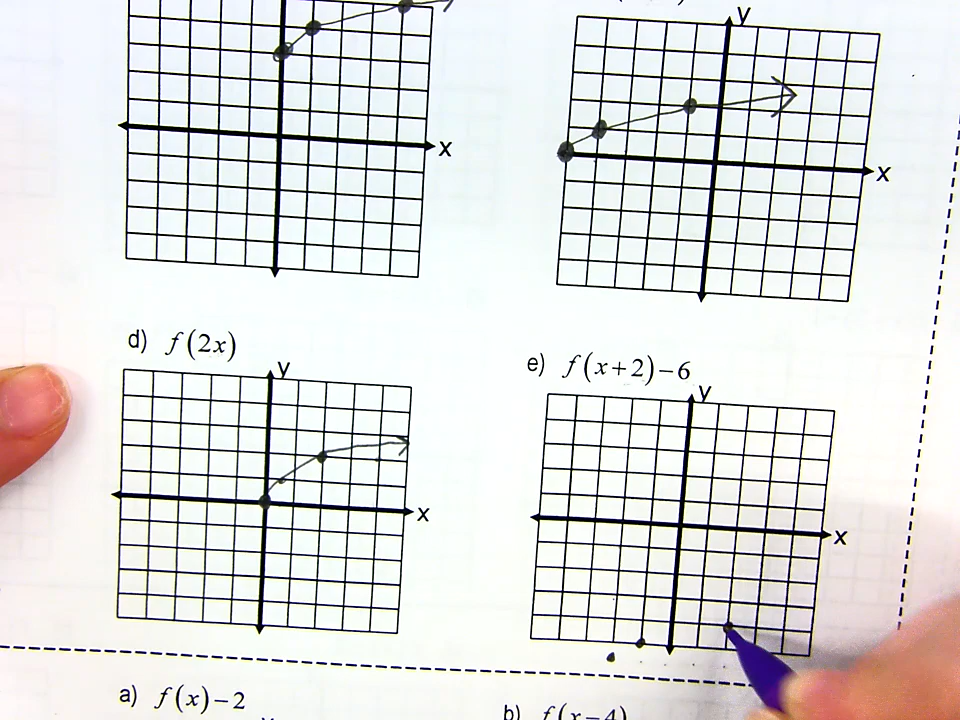 y
x
x
d) f(2x)
y
x
e) f(x+2)−6
y
x
a) f(x)−2
b) f(x−4)